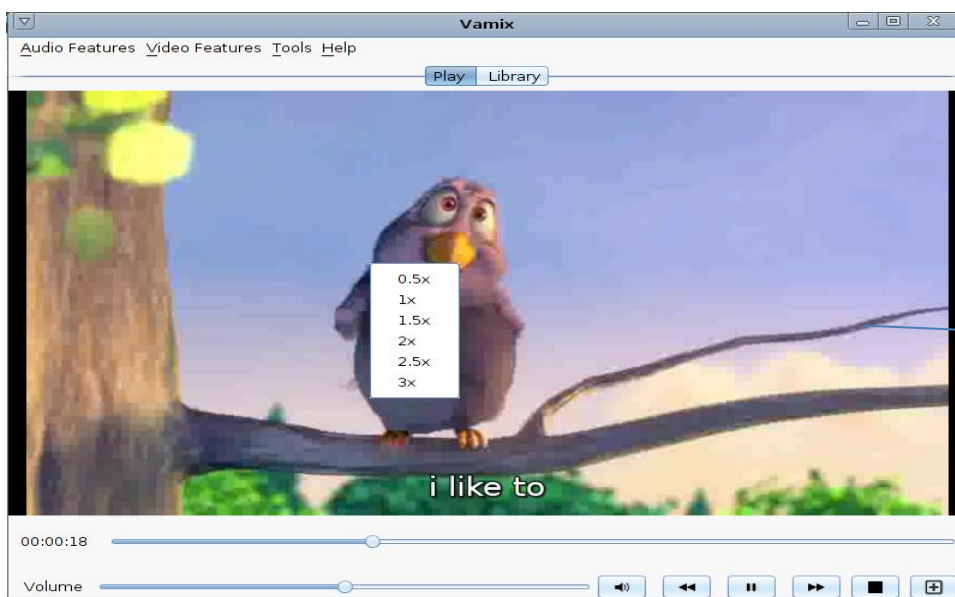 Vamix
Audio Features Video Features Tools Help
Play Library
0.5x
1x
1.5x
2x
2.5x
3x
i like to
00:00:18
Volume